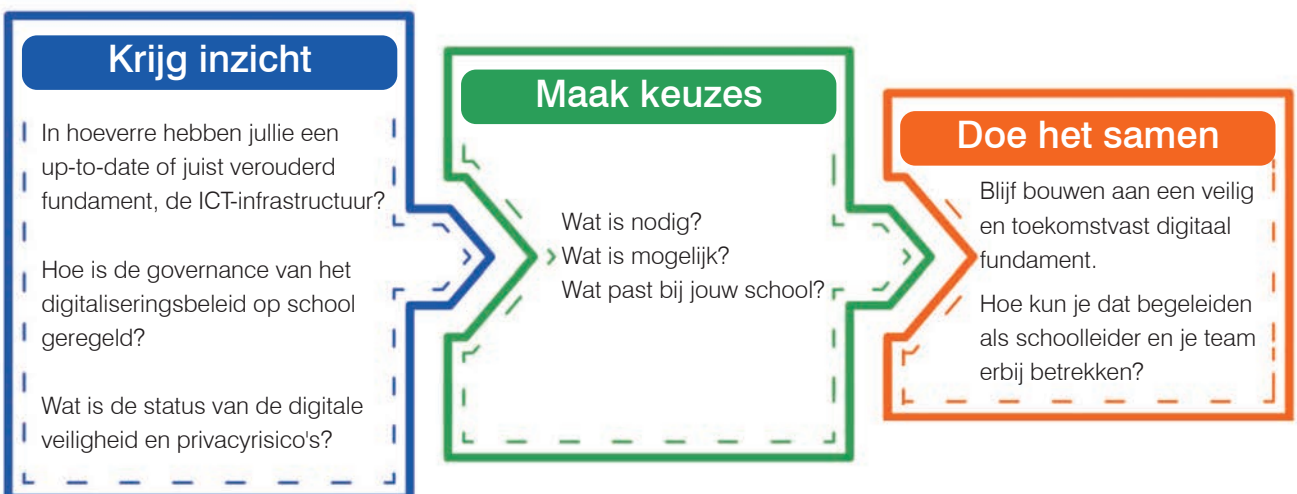 Krijg inzicht
In hoeverre hebben jullie een
up-to-date of juist verouderd
fundament, de ICT-infrastructuur?
Hoe is de governance van het
digitaliseringsbeleid op school
geregeld?
Wat is de status van de digitale
veiligheid en privacyrisico's?
Maak keuzes
Wat is nodig?
Wat is mogelijk?
Wat past bij jouw school?
Doe het samen
Blijf bouwen aan een veilig
en toekomstvast digitaal
fundament.
Hoe kun je dat begeleiden
als schoolleider en je team
erbij betrekken?